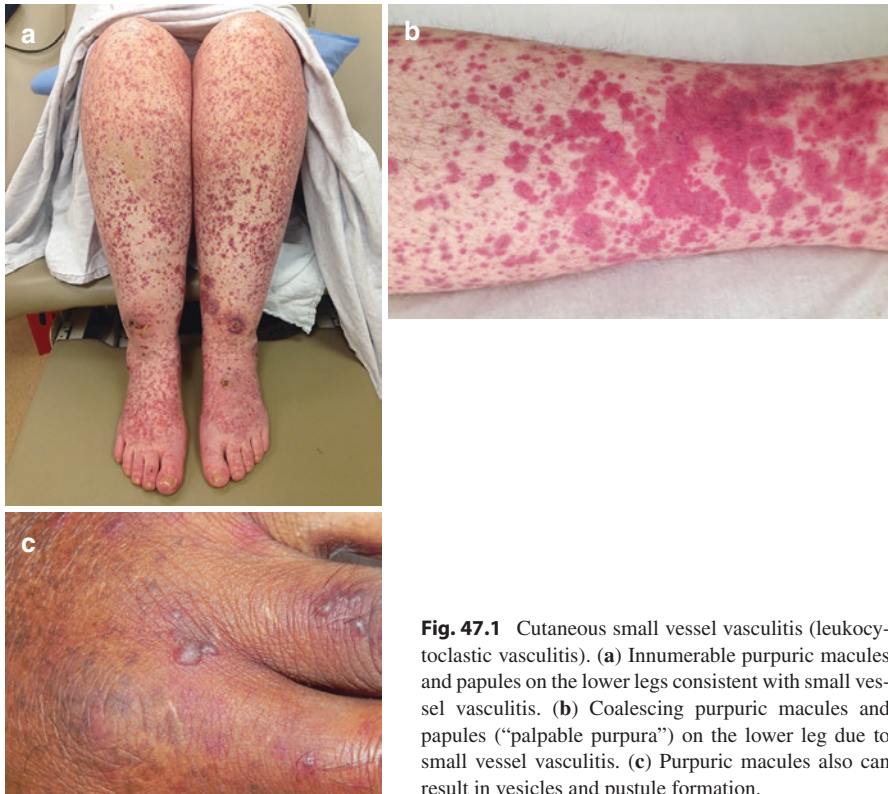 a
b
c
Fig. 47.1 Cutaneous small vessel vasculitis (leukocy-
toclastic vasculitis). (a) Innumerable purpuric macules
and papules on the lower legs consistent with small ves-
sel vasculitis. (b) Coalescing purpuric macules and
papules (“palpable purpura”) on the lower leg due to
small vessel vasculitis. (c) Purpuric macules also can
result in vesicles and pustule formation.